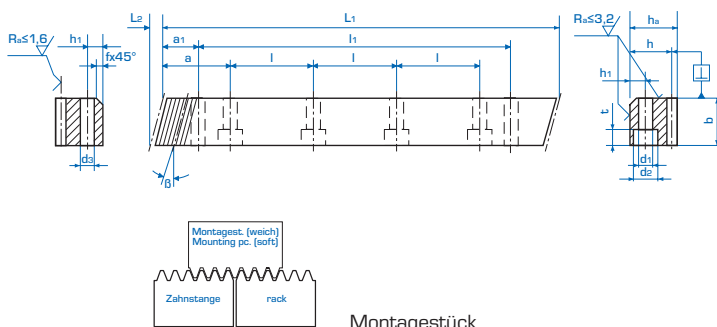 L2 L1 Ra≤3,2 ha
Ra≤1,6 h1 a1 l1 h
fx45° a l l l h1
t b
d3 d1
β d2
Montagest. (weich)
Mounting pc. (soft)
Zahnstange rack
Montagestück